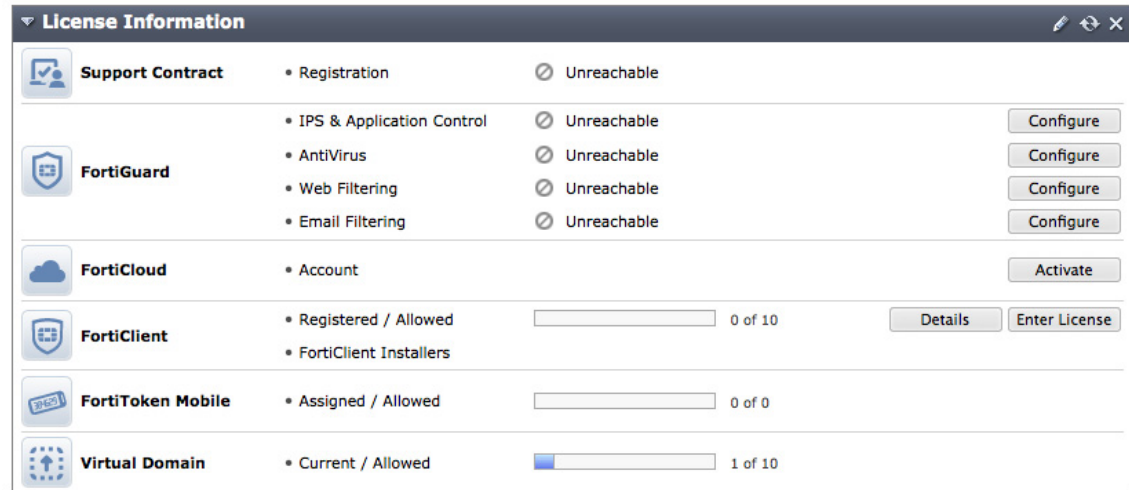 License Information
Support Contract • Registration Unreachable
• IPS & Application Control Unreachable Configure
• AntiVirus Unreachable Configure
FortiGuard
• Web Filtering Unreachable Configure
• Email Filtering Unreachable Configure
FortiCloud • Account Activate
• Registered / Allowed 0 of 10 Details Enter License
FortiClient
• FortiClient Installers
FortiToken Mobile • Assigned / Allowed 0 of 0
Virtual Domain • Current / Allowed 1 of 10